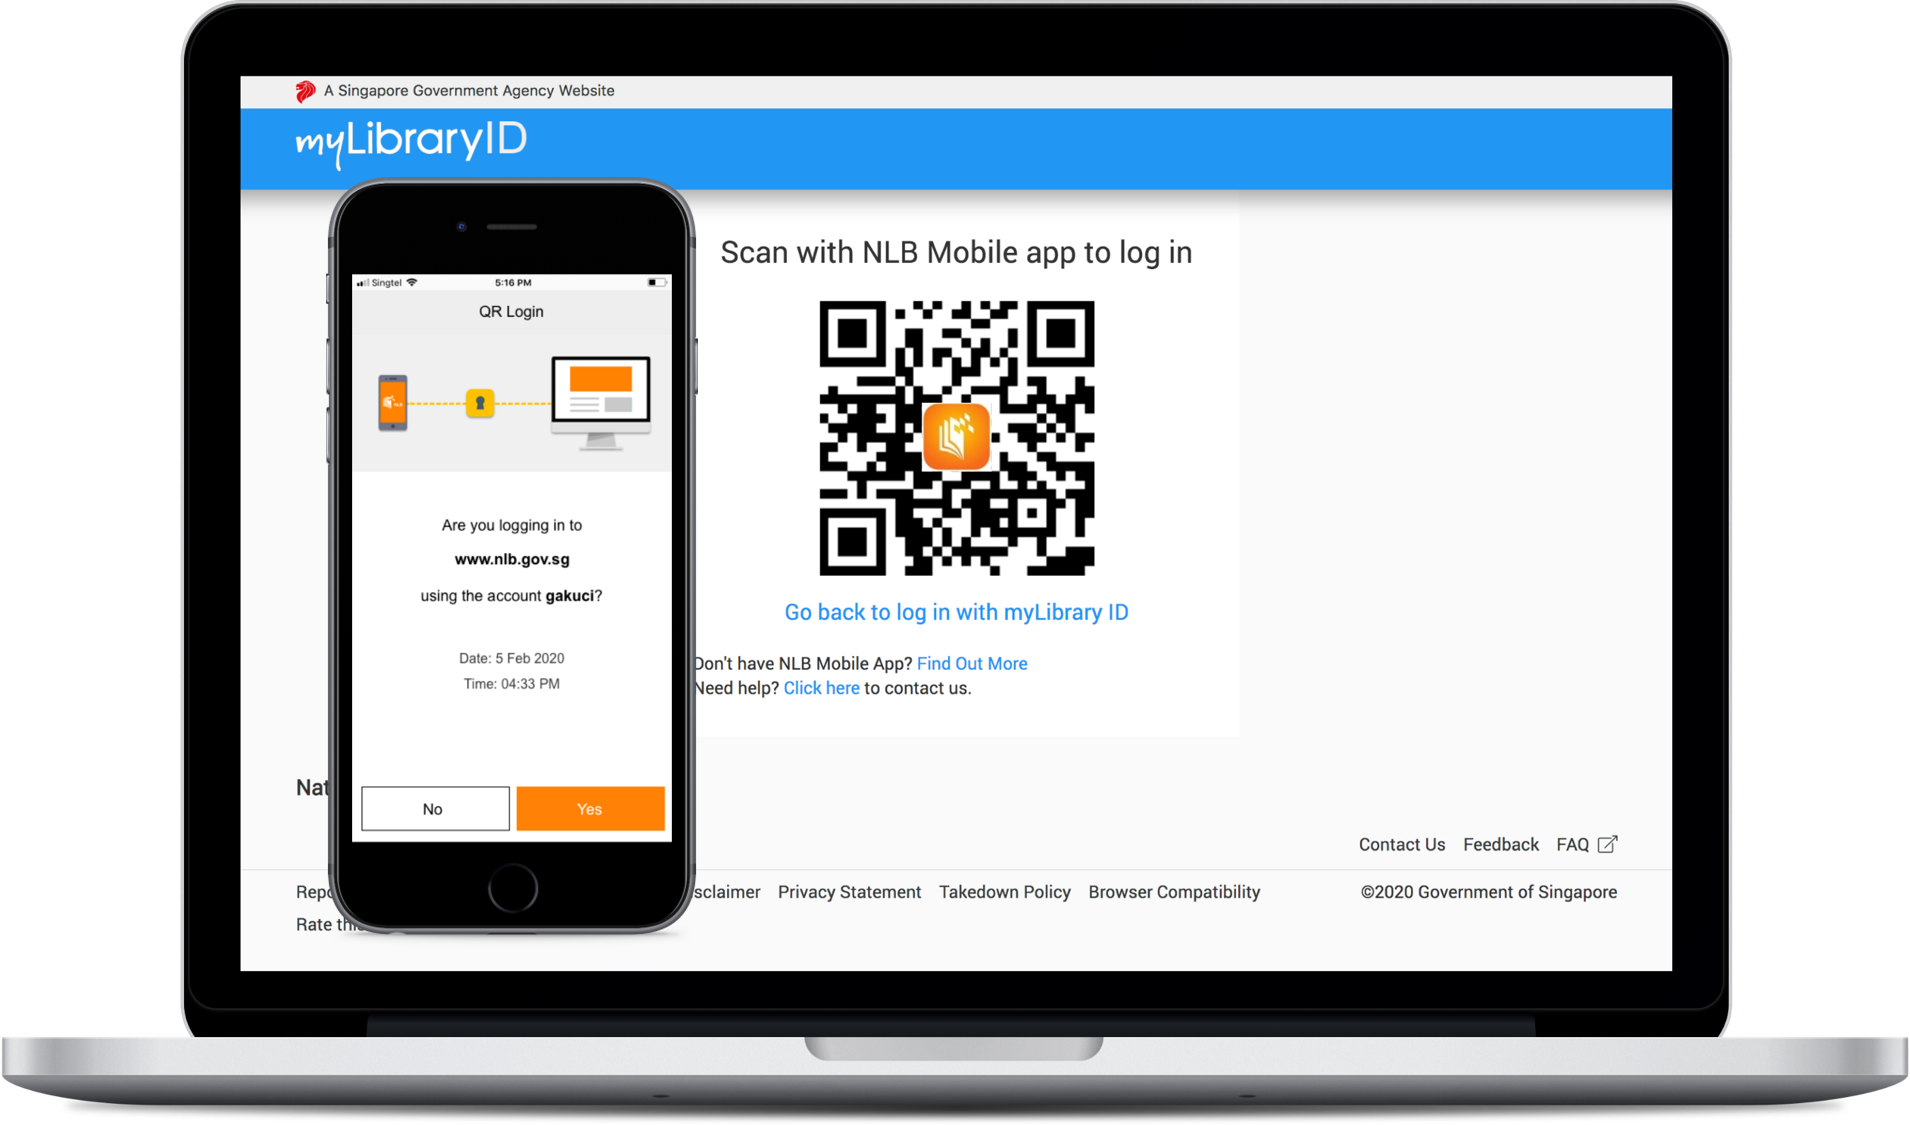 A Singapore Government Agency Website
myLibraryID
Singtel 5:16 PM
QR Login
Are you logging in to
www.nlb.gov.sg
using the account gakuci?
Date: 5 Feb 2020
Time: 04:33 PM
No Yes
Scan with NLB Mobile app to log in
Go back to log in with myLibrary ID
Don't have NLB Mobile App? Find Out More
Need help? Click here to contact us.
Nat
Contact Us Feedback FAQ
Repo sclaimer Privacy Statement Takedown Policy Browser Compatibility ©2020 Government of Singapore
Rate this